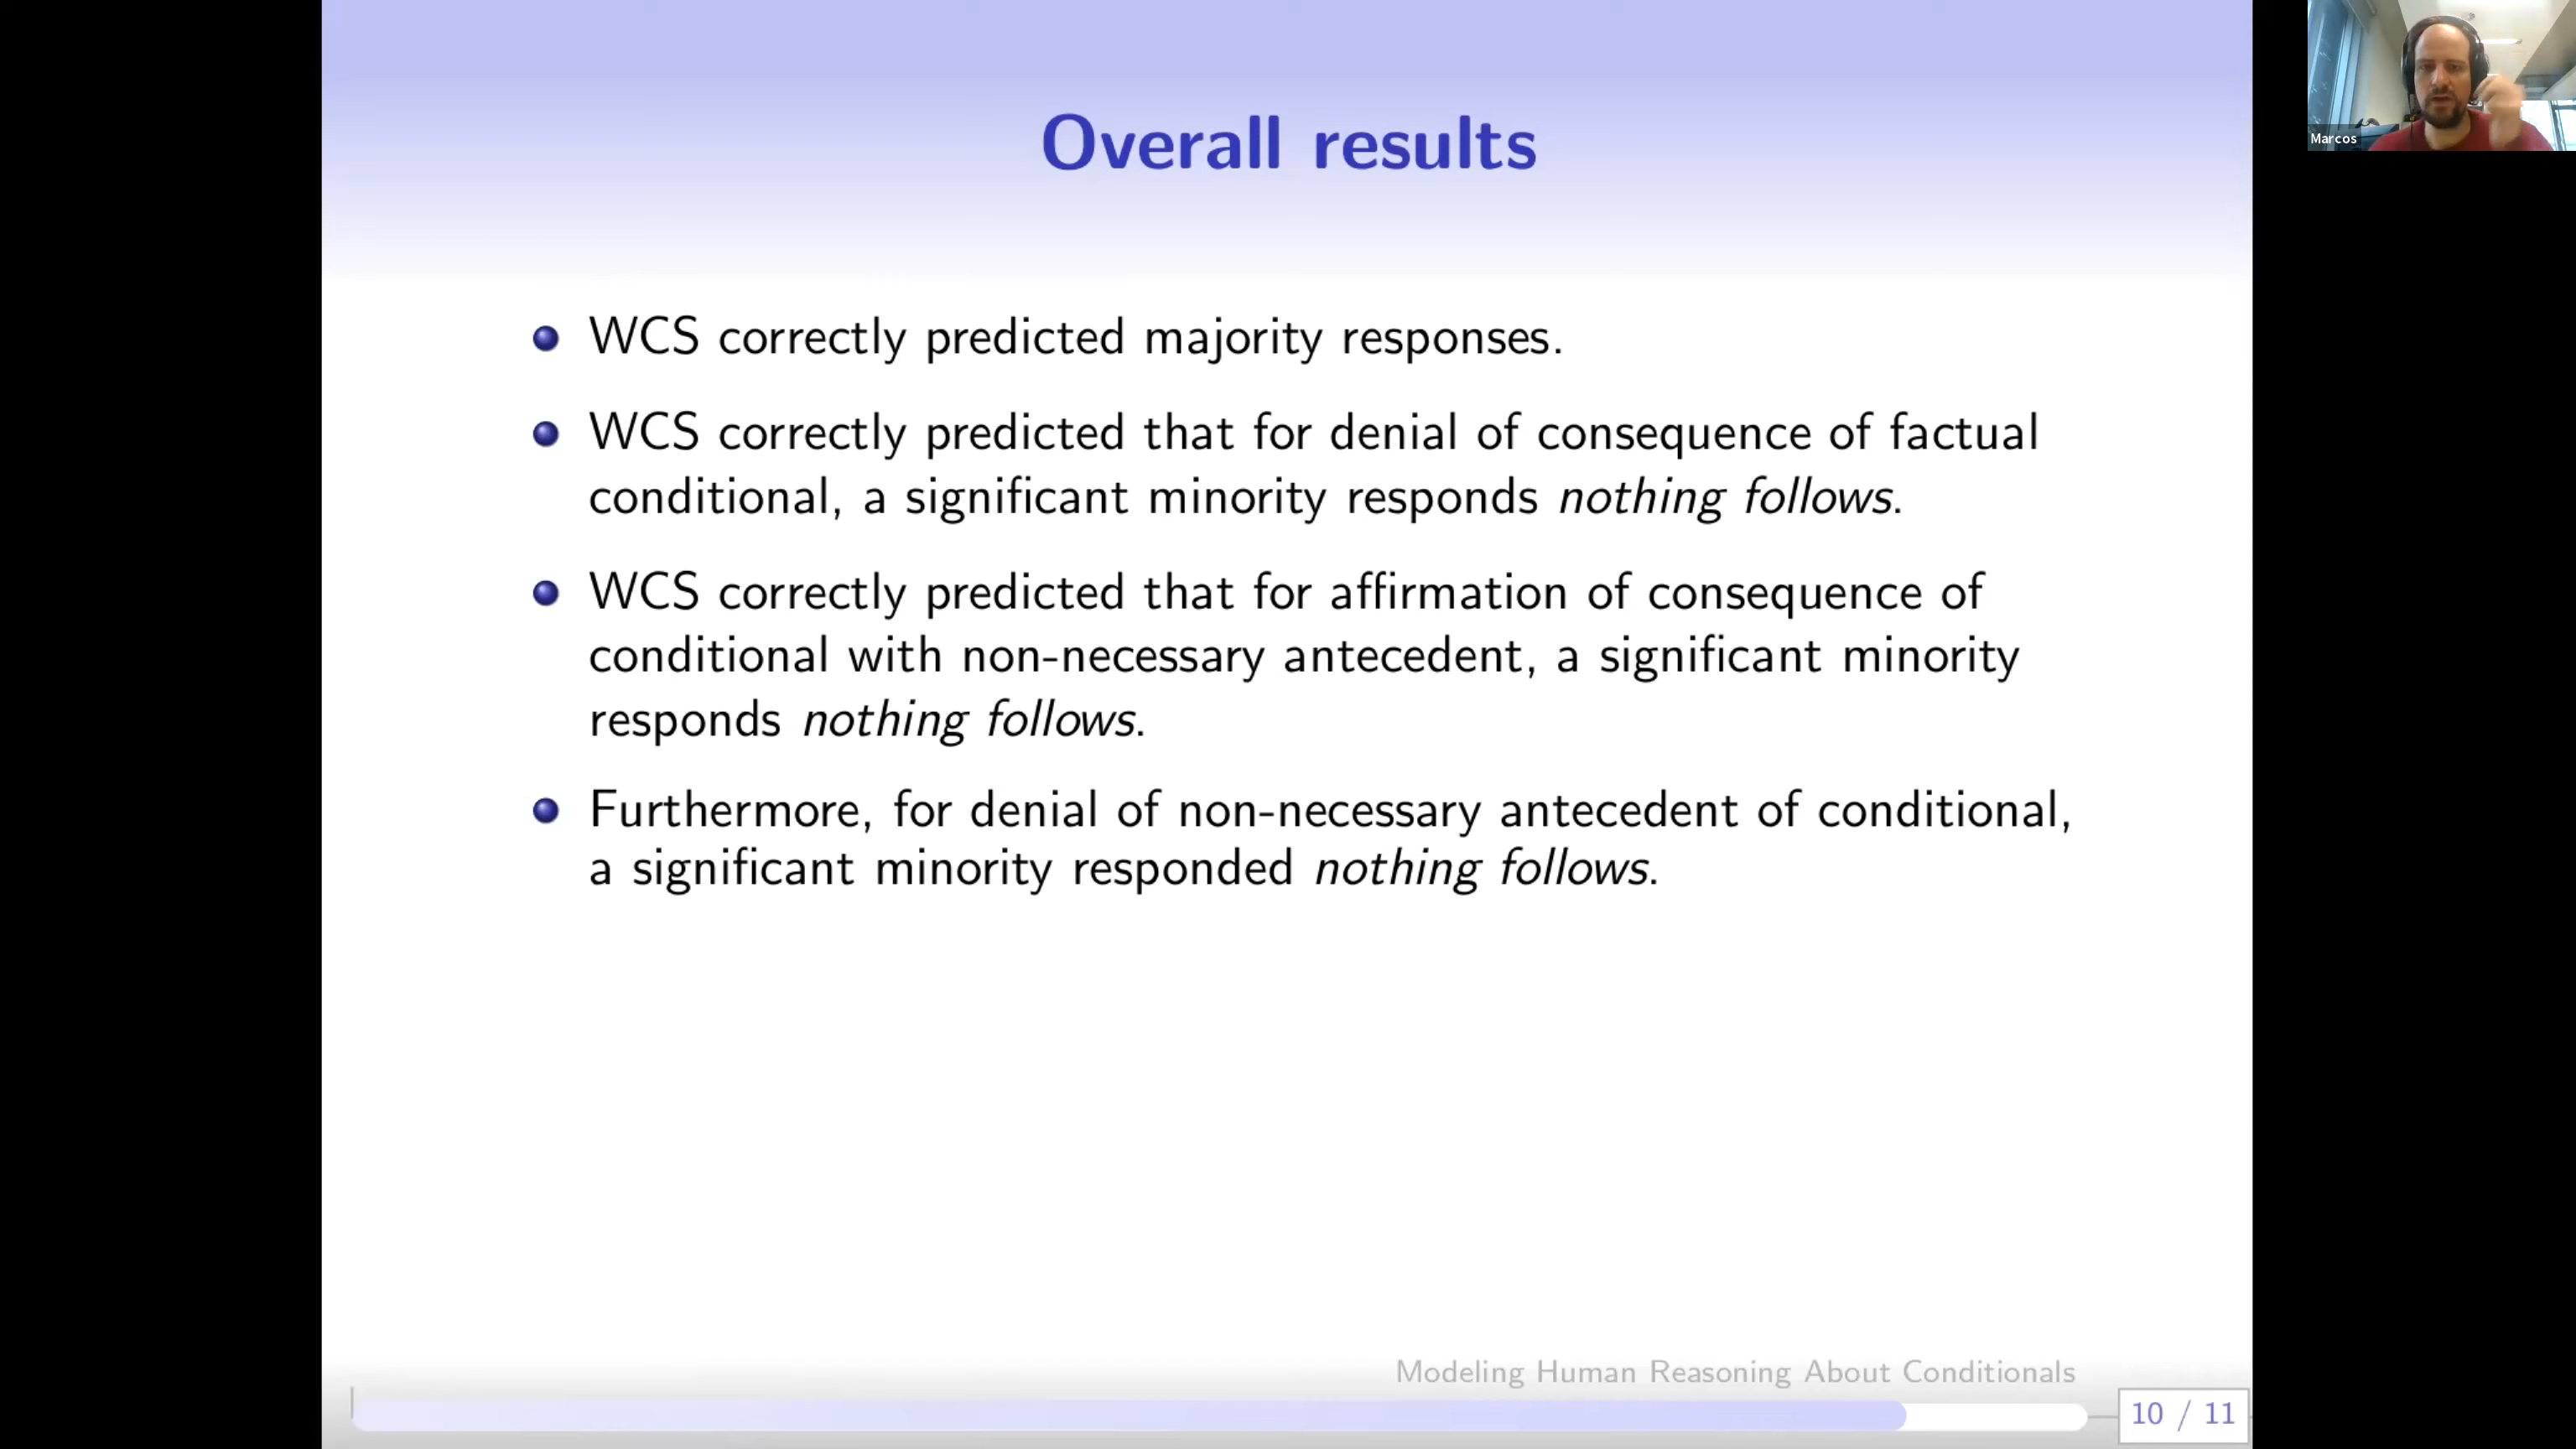 Overall results
Marcos
WCS correctly predicted majority responses.
WCS correctly predicted that for denial of consequence of factual
conditional, a significant minority responds nothing follows.
WCS correctly predicted that for affirmation of consequence of
conditional with non-necessary antecedent, a significant minority
responds nothing follows.
Furthermore, for denial of non-necessary antecedent of conditional,
a significant minority responded nothing follows.
Modeling Human Reasoning About Conditionals
10 / 11